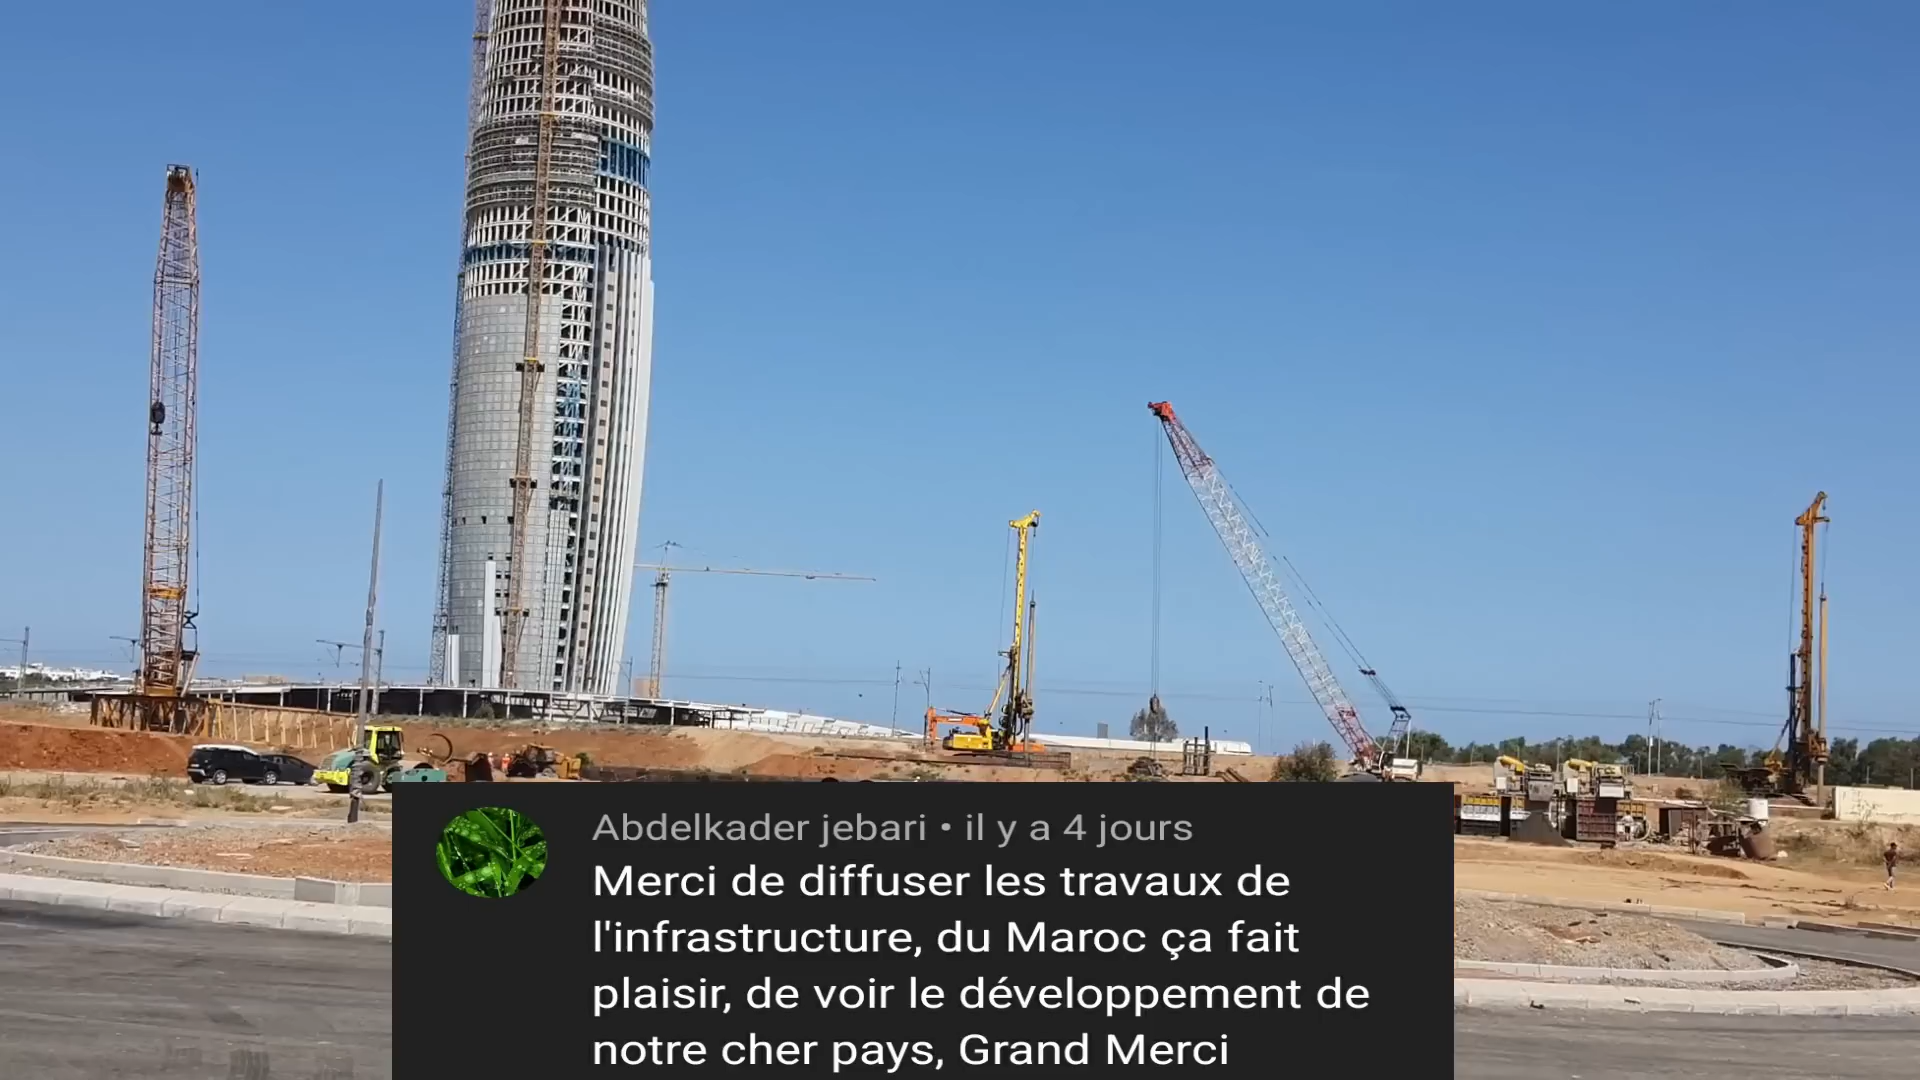 Abdelkader jebari • il y a 4 jours
Merci de diffuser les travaux de
l'infrastructure, du Maroc ça fait
plaisir, de voir le développement de
notre cher pays, Grand Merci